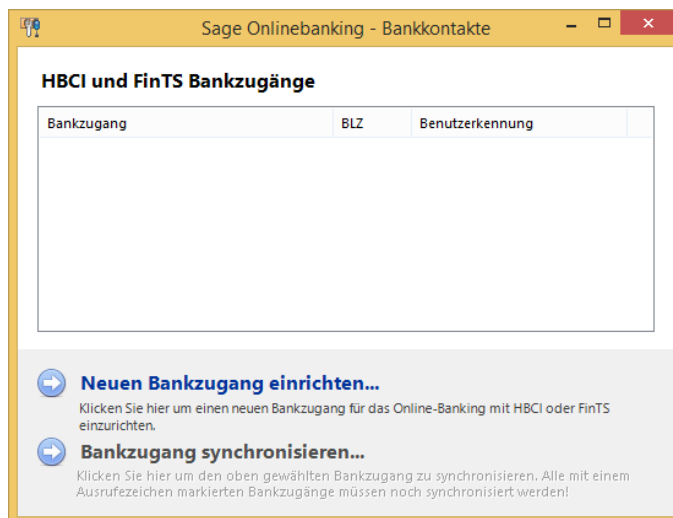 Sage Onlinebanking - Bankkontakte
HBCI und FinTS Bankzugänge
Bankzugang BLZ Benutzerkennung
Neuen Bankzugang einrichten...
Klicken Sie hier um einen neuen Bankzugang für das Online-Banking mit HBCI oder FinTS
einzurichten.
Bankzugang synchronisieren...
Klicken Sie hier um den oben gewählten Bankzugang zu synchronisieren. Alle mit einem
Ausrufezeichen markierten Bankzugänge müssen noch synchronisiert werden!